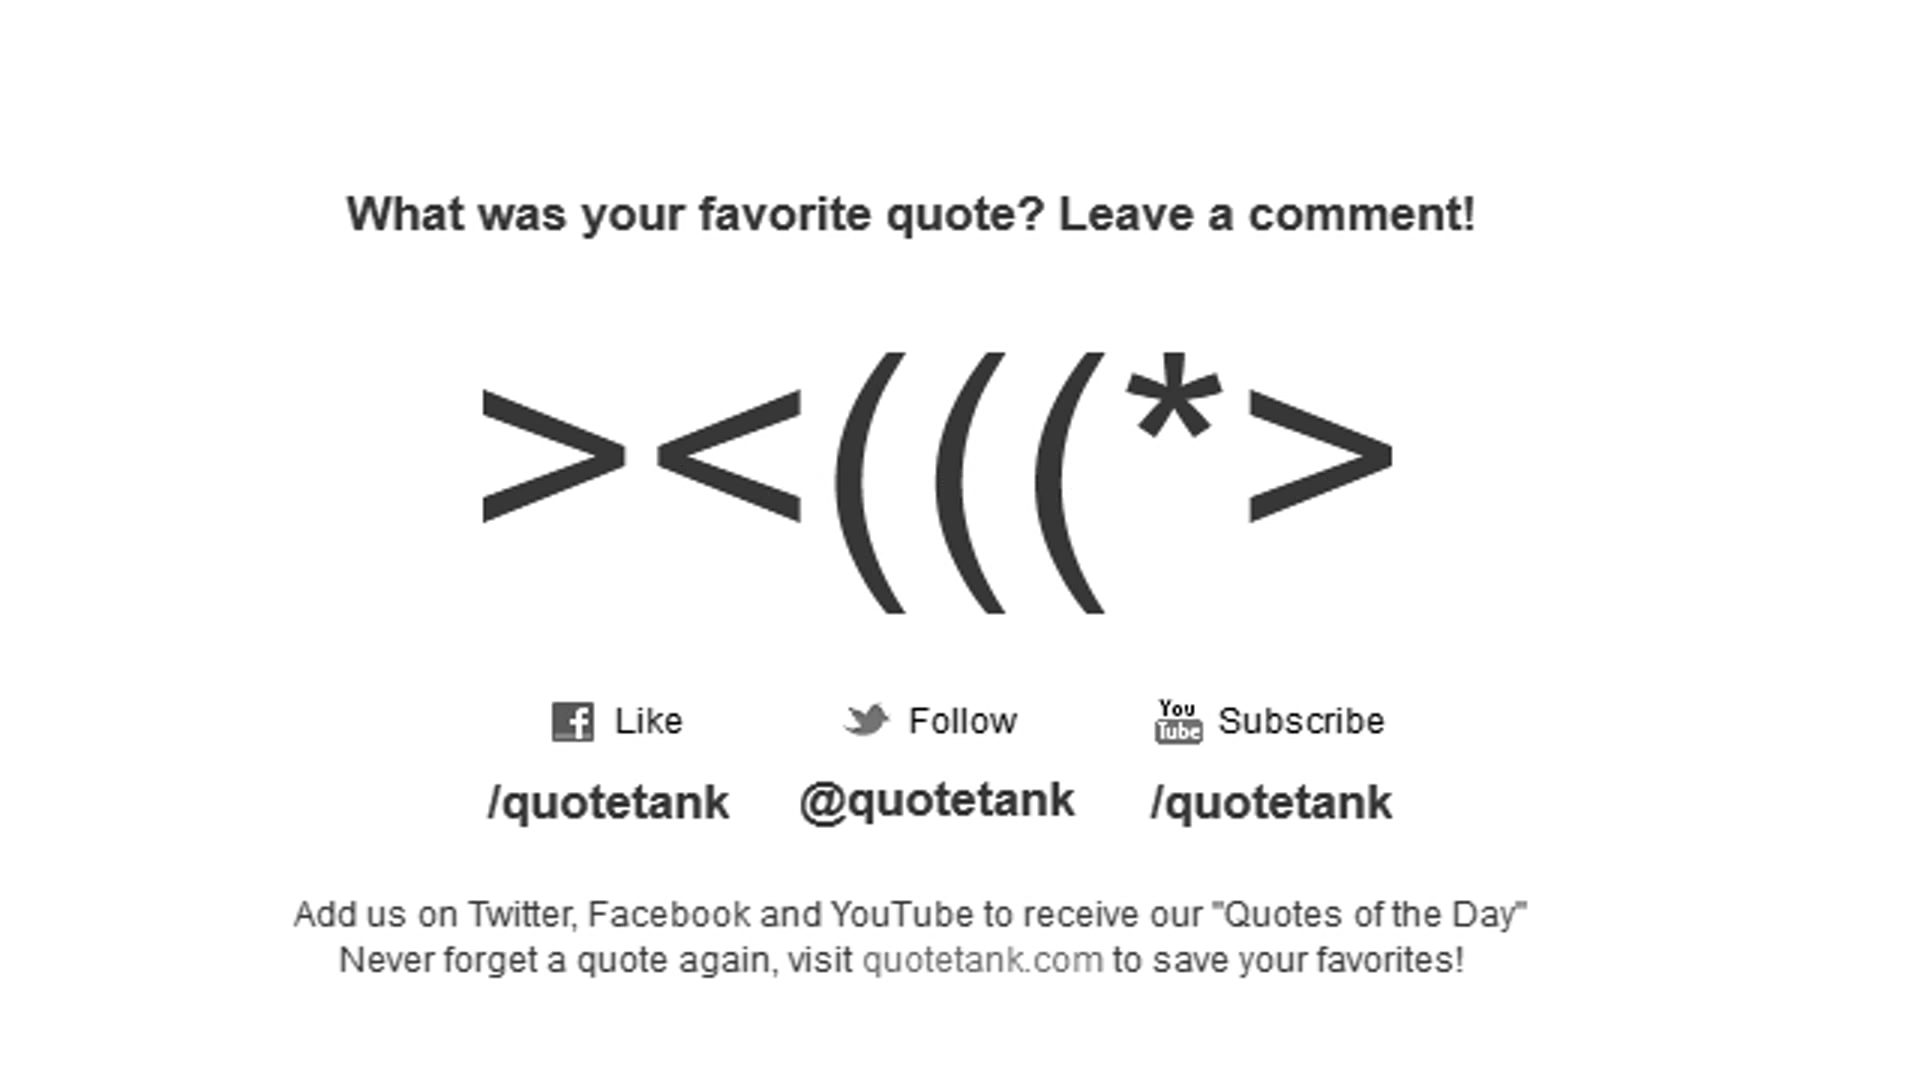 What was your favorite quote? Leave a comment!
><(((*>
f Like Follow You Tube Subscribe
/quotetank @quotetank /quotetank
Add us on Twitter, Facebook and YouTube to receive our "Quotes of the Day"
Never forget a quote again, visit quotetank.com to save your favorites!